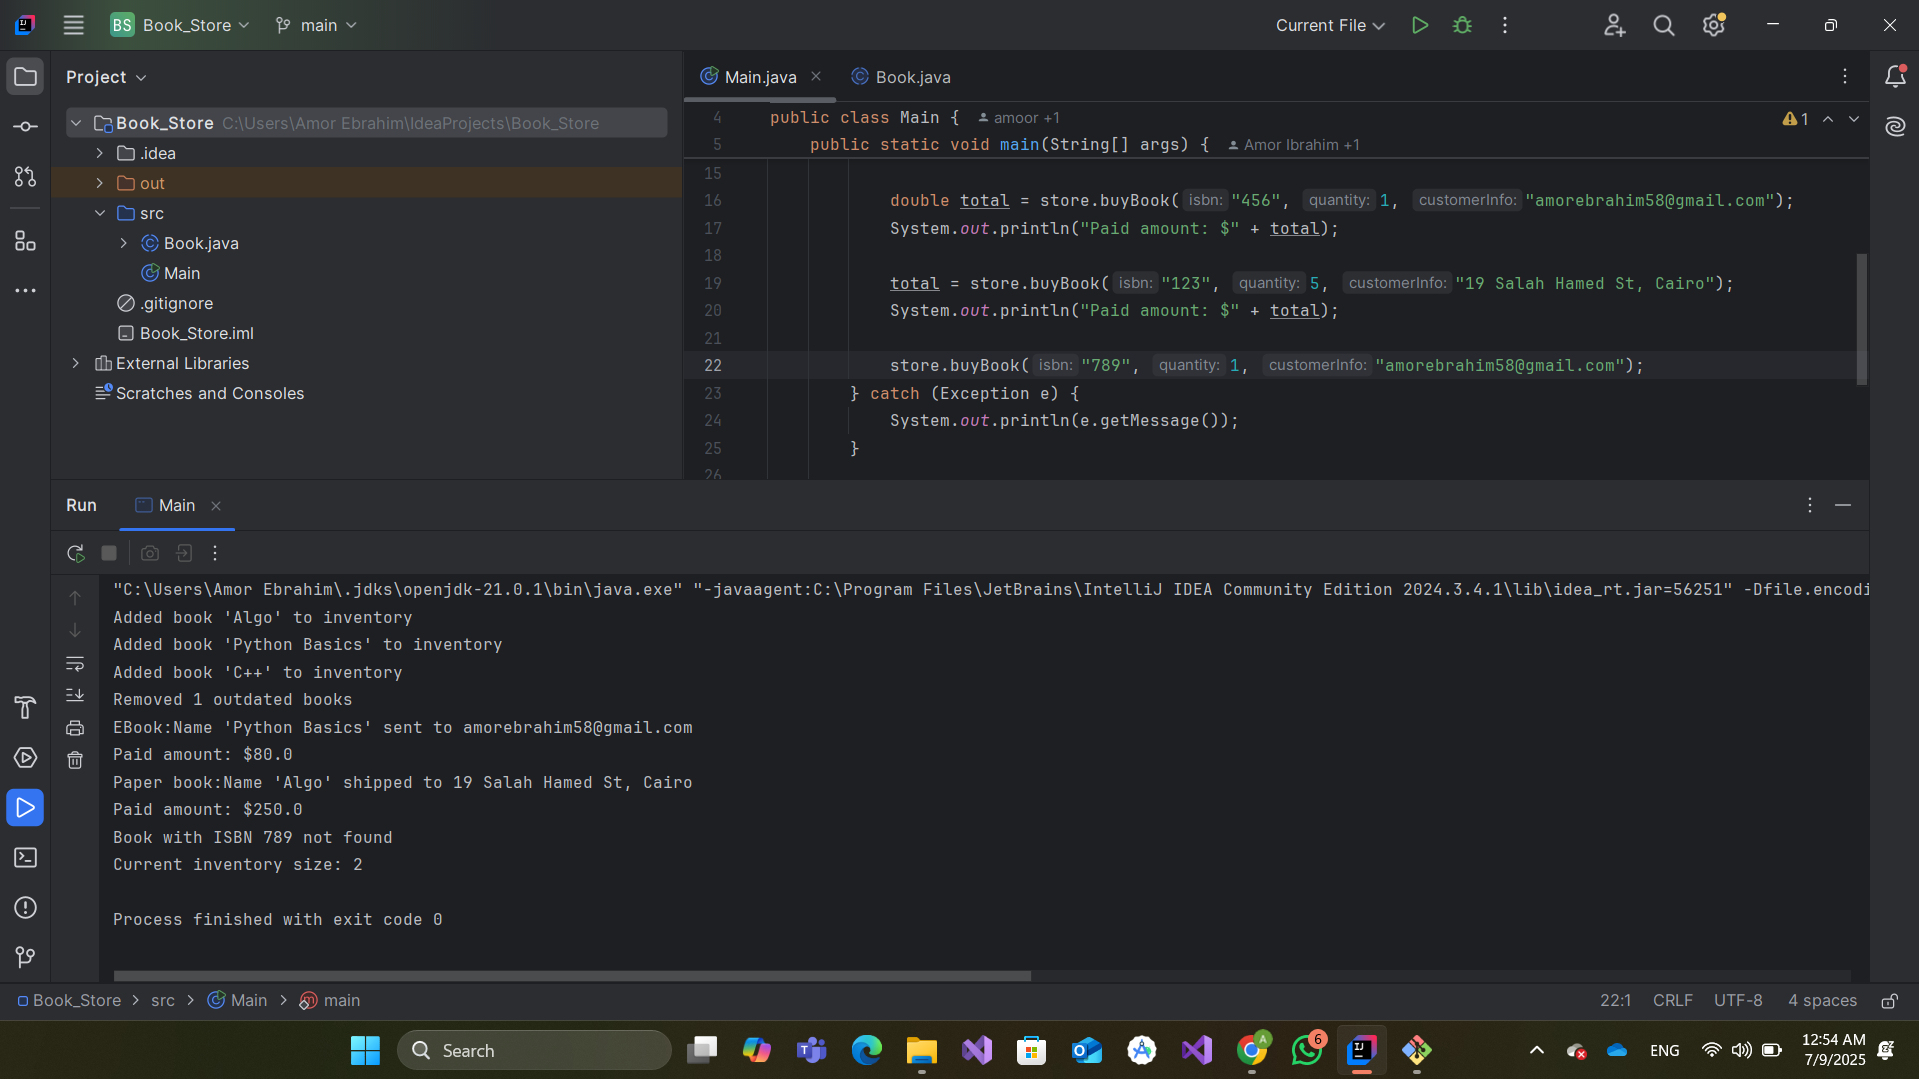 BS Book_Store main Current File
Project
Main.java Book.java
Book_Store C:\Users\Amor Ebrahim\IdeaProjects\Book_Store
.idea
out
src
Book.java
Main
.gitignore
Book_Store.iml
External Libraries
Scratches and Consoles
4 public class Main { amoor +1
1
5 public static void main(String[] args) { Amor Ibrahim +1
15
16 double total = store.buyBook( isbn: "456", quantity: 1, customerInfo: "amorebrahim58@gmail.com");
17 System.out.println("Paid amount: $" + total);
18
19 total = store.buyBook( isbn: "123", quantity: 5, customerInfo: "19 Salah Hamed St, Cairo");
20 System.out.println("Paid amount: $" + total);
21
22 store.buyBook( isbn: "789", quantity: 1, customerInfo: "amorebrahim58@gmail.com");
23 } catch (Exception e) {
24 System.out.println(e.getMessage());
25 }
26
Run Main
"C:\Users\Amor Ebrahim\.jdks\openjdk-21.0.1\bin\java.exe" "-javaagent:C:\Program Files\JetBrains\IntelliJ IDEA Community Edition 2024.3.4.1\lib\idea_rt.jar=56251" -Dfile.encodi
Added book 'Algo' to inventory
Added book 'Python Basics' to inventory
Added book 'C++' to inventory
Removed 1 outdated books
EBook:Name 'Python Basics' sent to amorebrahim58@gmail.com
Paid amount: $80.0
Paper book:Name 'Algo' shipped to 19 Salah Hamed St, Cairo
Paid amount: $250.0
Book with ISBN 789 not found
Current inventory size: 2
Process finished with exit code 0
Book_Store src Main main
22:1 CRLF UTF-8 4 spaces
Search
6
ENG
12:54 AM
7/9/2025